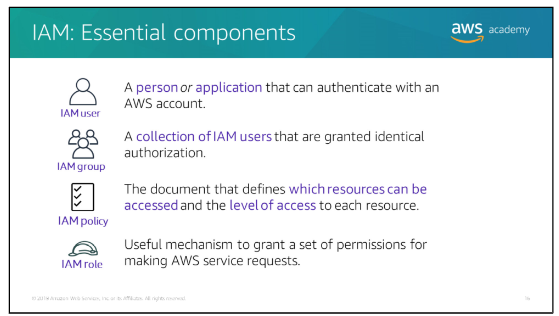 IAM: Essential components
aws academy
A person or application that can authenticate with an
AWS account.
IAM user
A collection of IAM users that are granted identical
authorization.
IAM group
The document that defines which resources can be
accessed and the level of access to each resource.
IAM policy
Useful mechanism to grant a set of permissions for
making AWS service requests.
IAM role
© 2019 Amazon Web Services, Inc. or its Affiliates. All rights reserved.